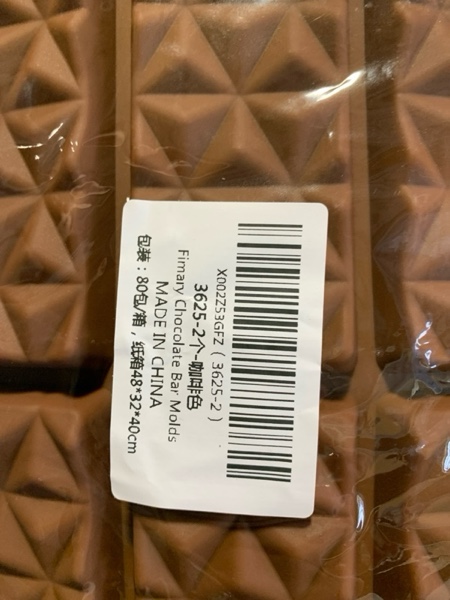 X002Z53GFZ ( 3625-2 )
3625-2个-咖啡色
Fimary Chocolate Bar Molds
MADE IN CHINA
包装：80包/箱，纸箱48*32*40cm